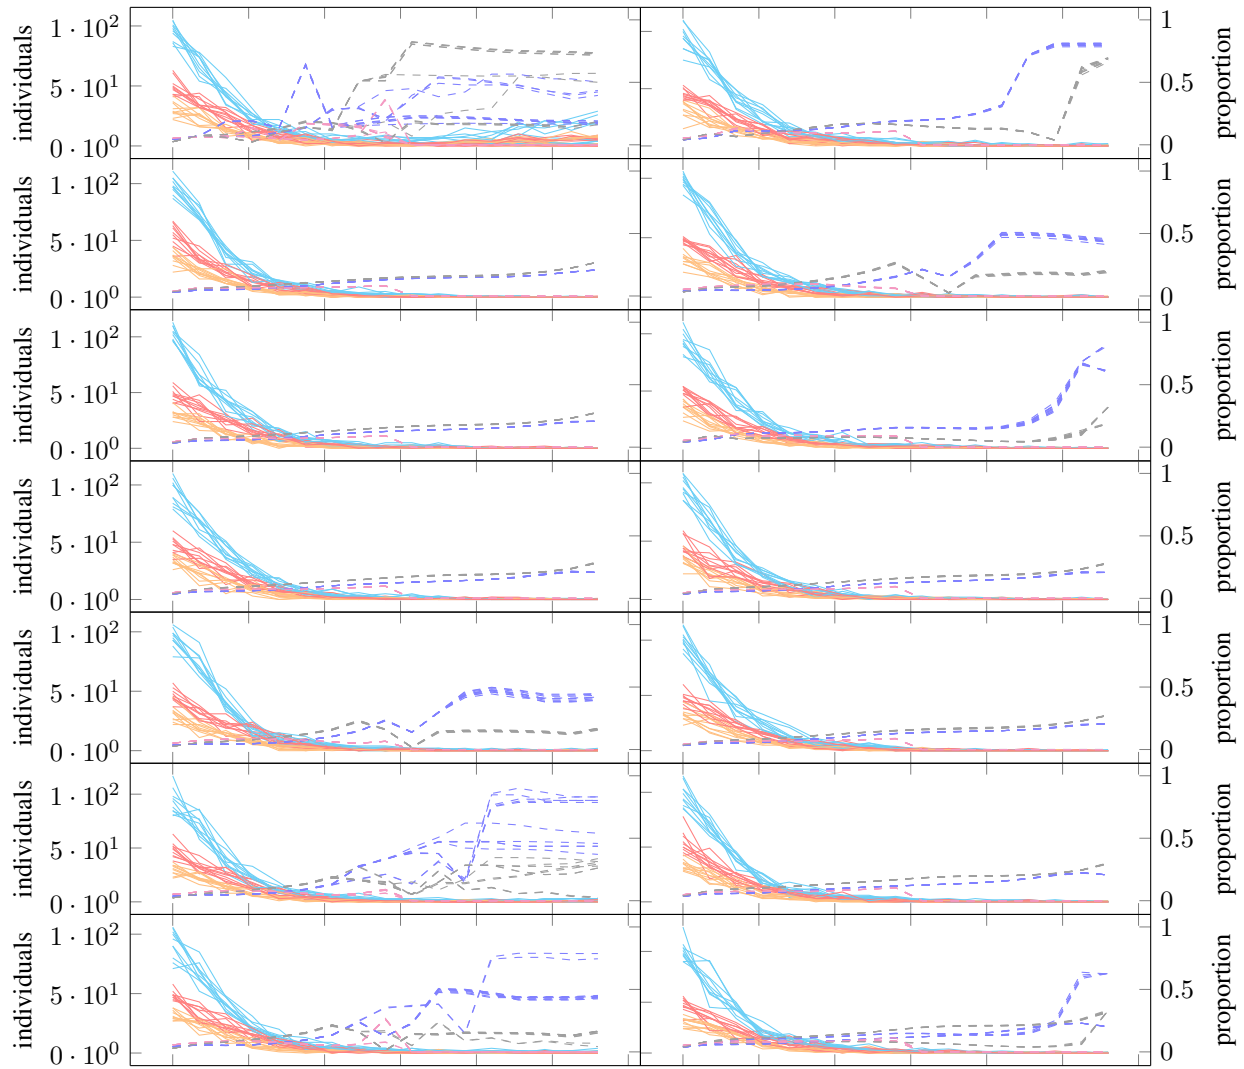 individuals
1 · 10²
5 · 10¹
0 · 10⁰
1
0.5
0
proportion
individuals
1 · 10²
5 · 10¹
0 · 10⁰
1
0.5
0
proportion
individuals
1 · 10²
5 · 10¹
0 · 10⁰
1
0.5
0
proportion
individuals
1 · 10²
5 · 10¹
0 · 10⁰
1
0.5
0
proportion
individuals
1 · 10²
5 · 10¹
0 · 10⁰
1
0.5
0
proportion
individuals
1 · 10²
5 · 10¹
0 · 10⁰
1
0.5
0
proportion
individuals
1 · 10²
5 · 10¹
0 · 10⁰
1
0.5
0
proportion